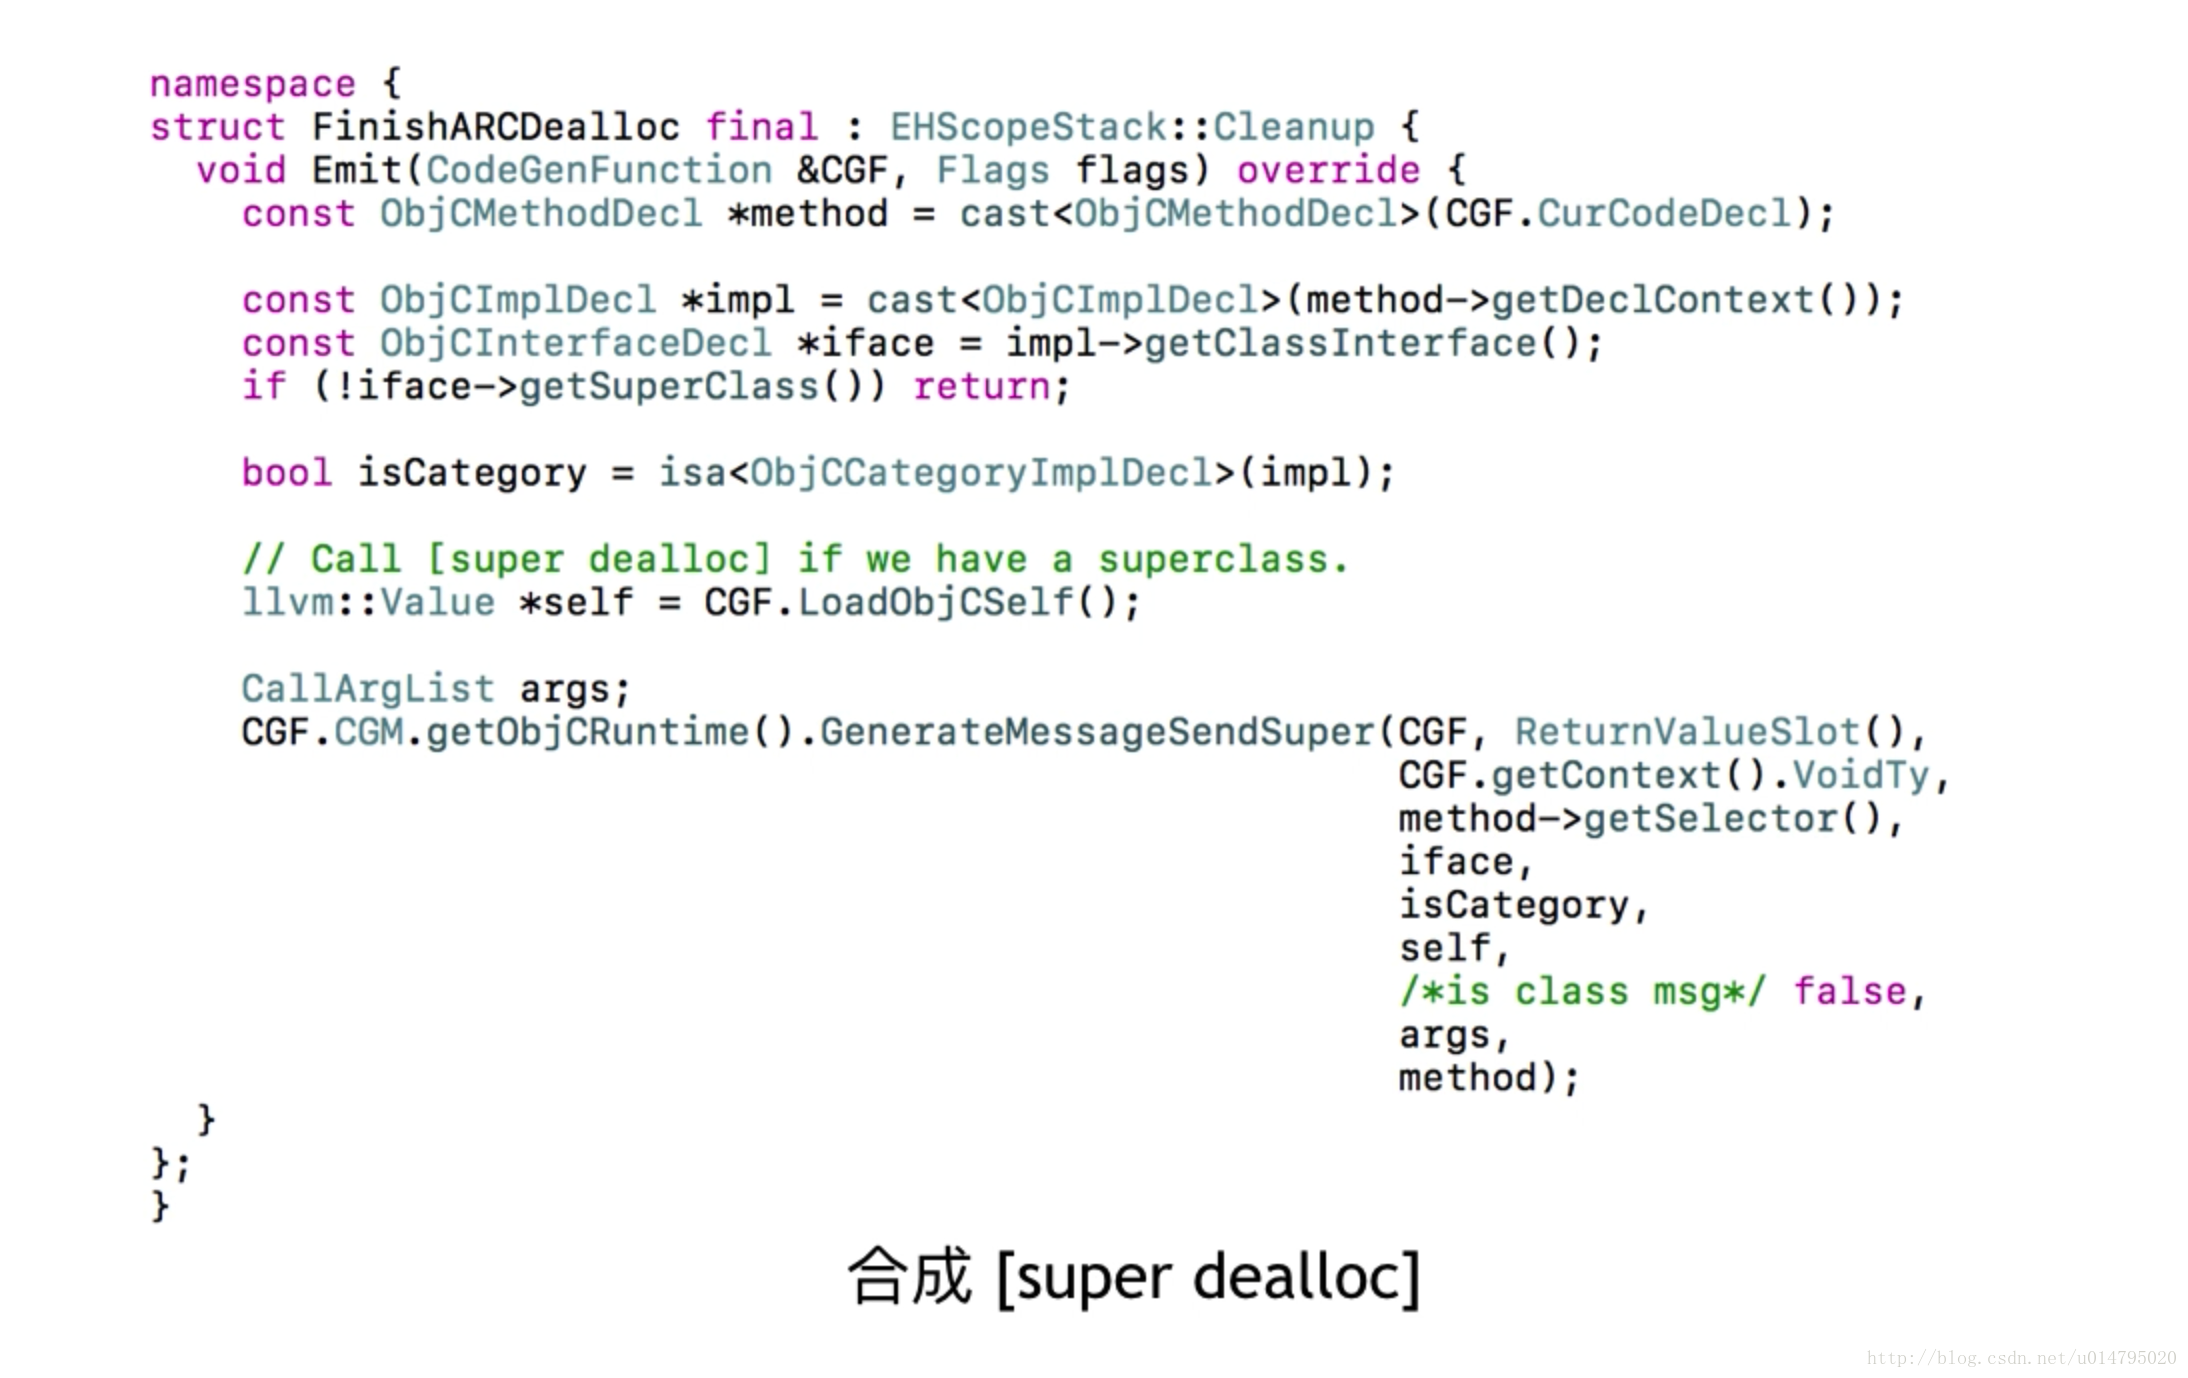 namespace {
struct FinishARCDealloc final : EHScopeStack::Cleanup {
  void Emit(CodeGenFunction &CGF, Flags flags) override {
    const ObjCMethodDecl *method = cast<ObjCMethodDecl>(CGF.CurCodeDecl);

    const ObjCImplDecl *impl = cast<ObjCImplDecl>(method->getDeclContext());
    const ObjCInterfaceDecl *iface = impl->getClassInterface();
    if (!iface->getSuperClass()) return;

    bool isCategory = isa<ObjCCategoryImplDecl>(impl);

    // Call [super dealloc] if we have a superclass.
    llvm::Value *self = CGF.LoadObjCSelf();

    CallArgList args;
    CGF.CGM.getObjCRuntime().GenerateMessageSendSuper(CGF, ReturnValueSlot(),
                                                      CGF.getContext().VoidTy,
                                                      method->getSelector(),
                                                      iface,
                                                      isCategory,
                                                      self,
                                                      /*is class msg*/ false,
                                                      args,
                                                      method);
  }
};
}
合成 [super dealloc]
http://blog.csdn.net/u014795020